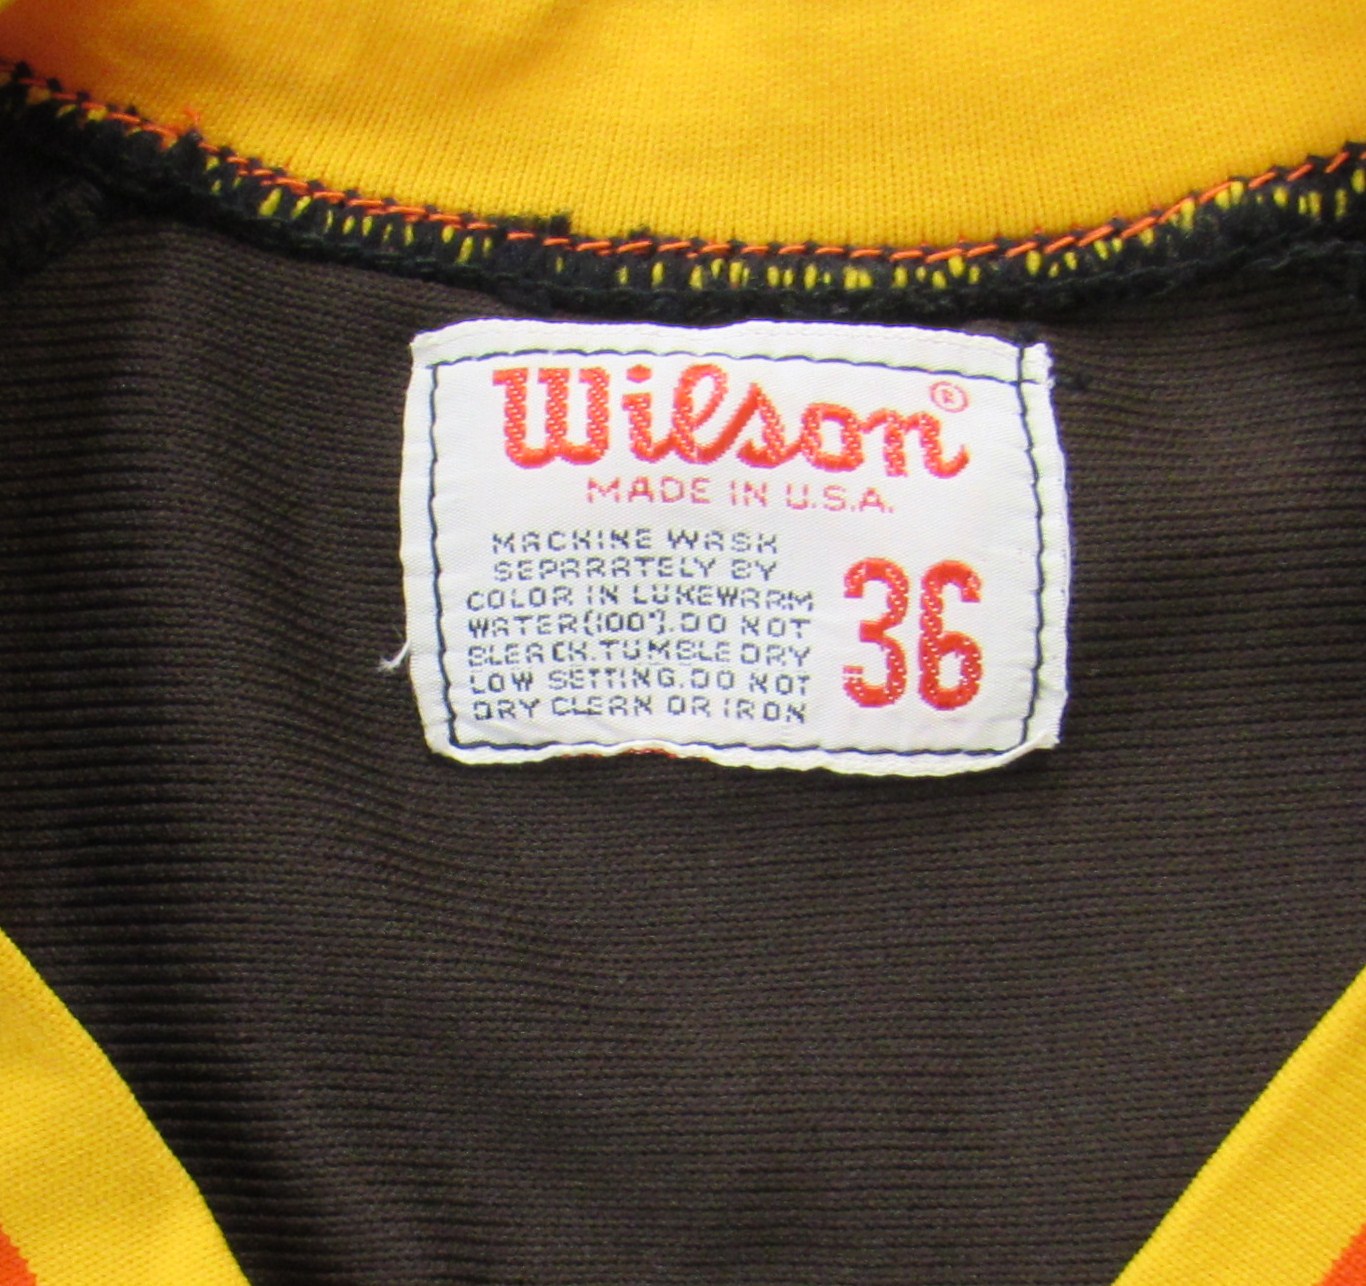 Wilson®
MADE IN U.S.A.
MACHINE WASH
SEPARATELY BY
COLOR IN LUKEWARM
WATER(100°).DO NOT
BLEACH.TUMBLE DRY
LOW SETTING.DO NOT
DRY CLEAN OR IRON
36